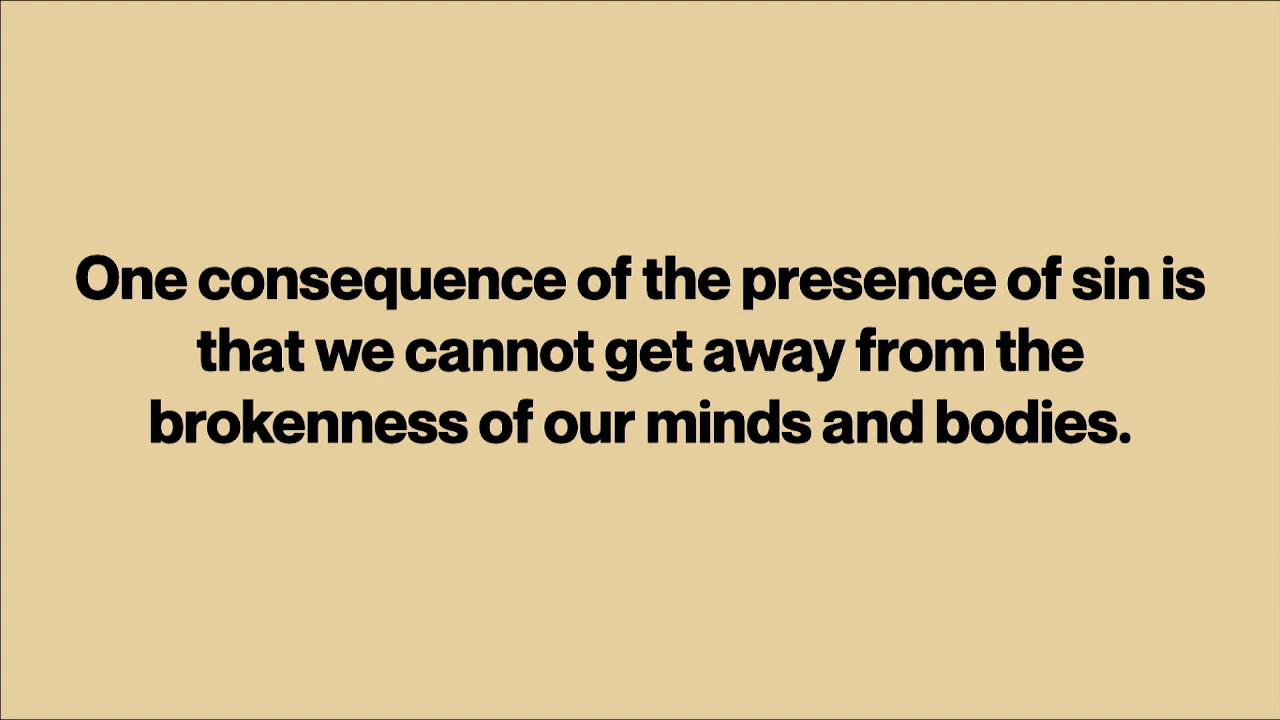 One consequence of the presence of sin is
that we cannot get away from the
brokenness of our minds and bodies.